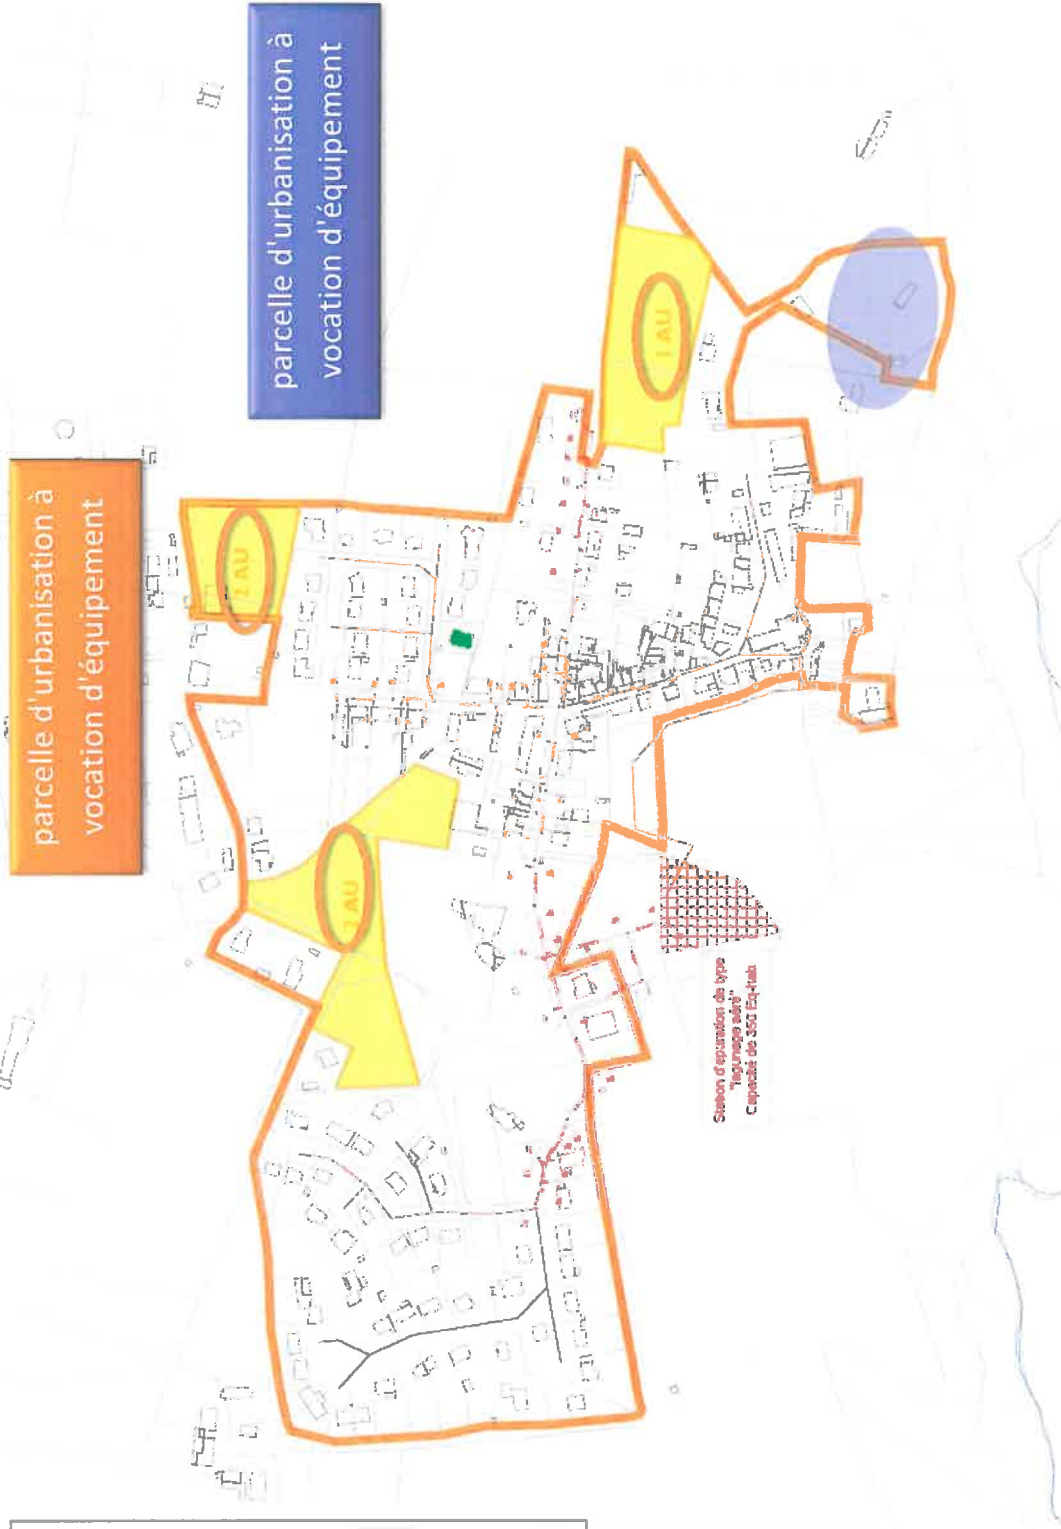 parcelle d'urbanisation à
vocation d'équipement
parcelle d'urbanisation à
vocation d'équipement
2 AU
2 AU
1 AU
Station d'épuration de type
"lagunage aéré"
Capacité de 350 Eq-hab